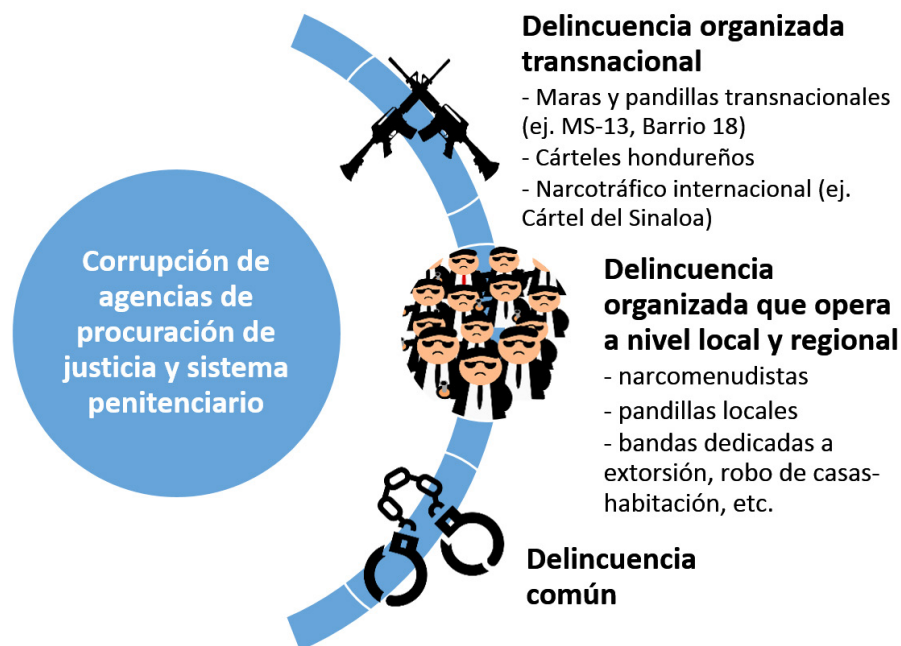 Corrupción de
agencias de
procuración de
justicia y sistema
penitenciario
Delincuencia organizada
transnacional
- Maras y pandillas transnacionales
(ej. MS-13, Barrio 18)
- Cárteles hondureños
- Narcotráfico internacional (ej.
Cártel del Sinaloa)
Delincuencia
organizada que opera
a nivel local y regional
- narcomenudistas
- pandillas locales
- bandas dedicadas a
extorsión, robo de casas-
habitación, etc.
Delincuencia
común